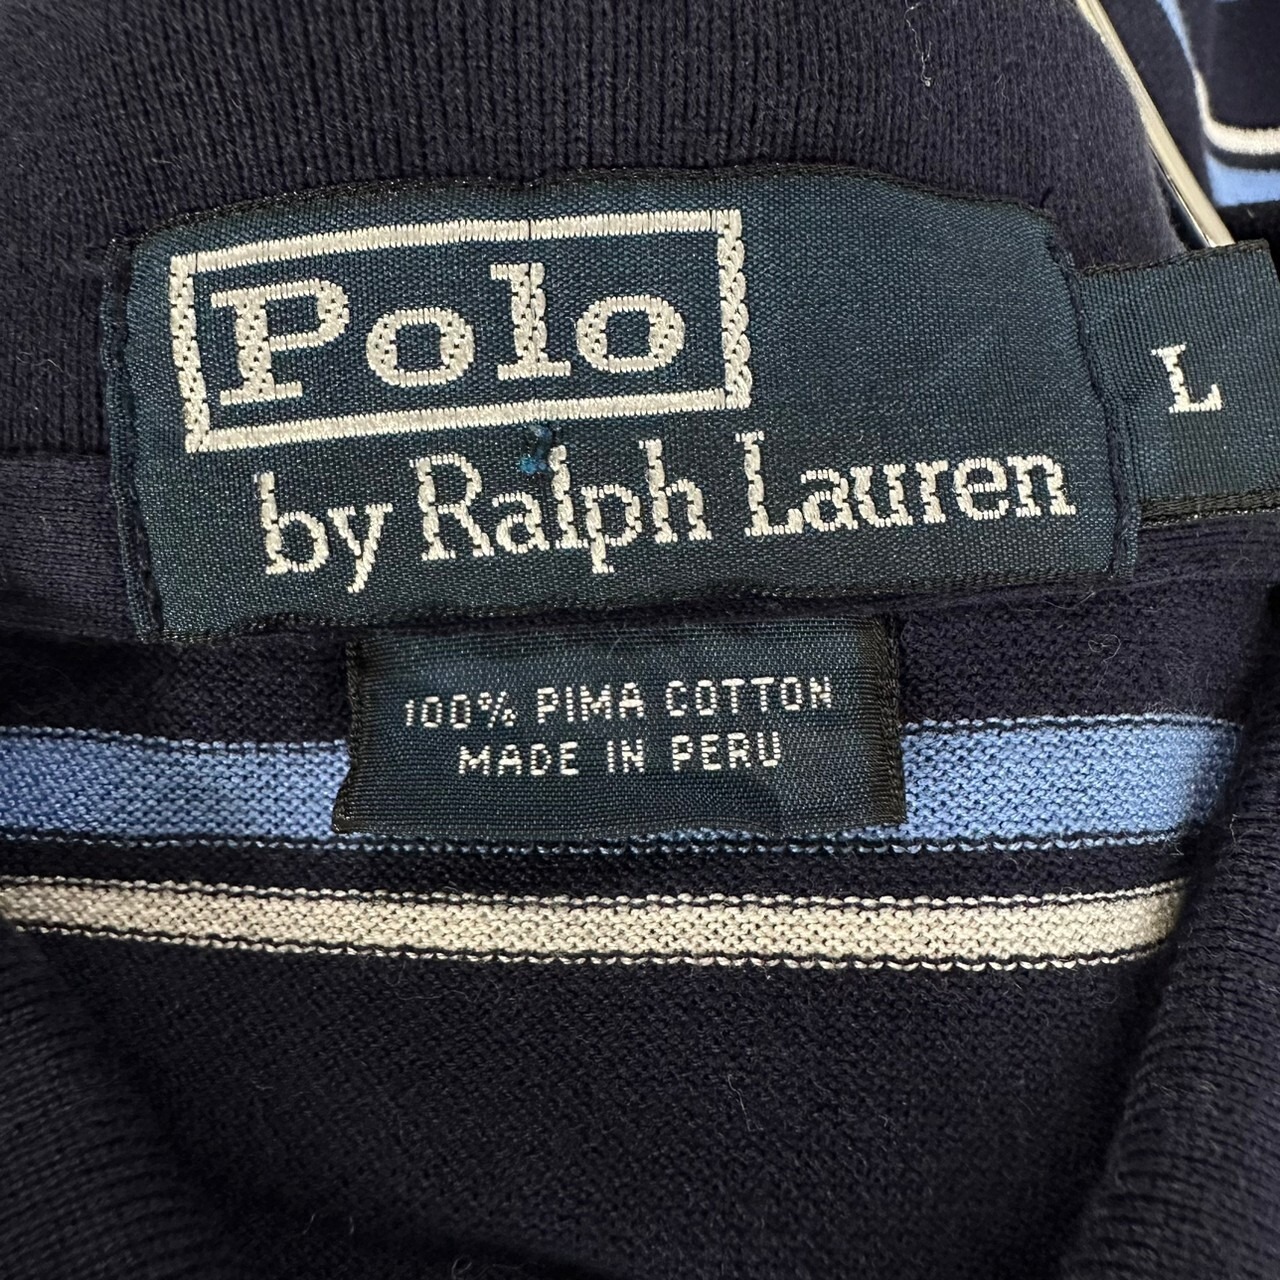 Polo
by Ralph Lauren
L
100% PIMA COTTON
MADE IN PERU